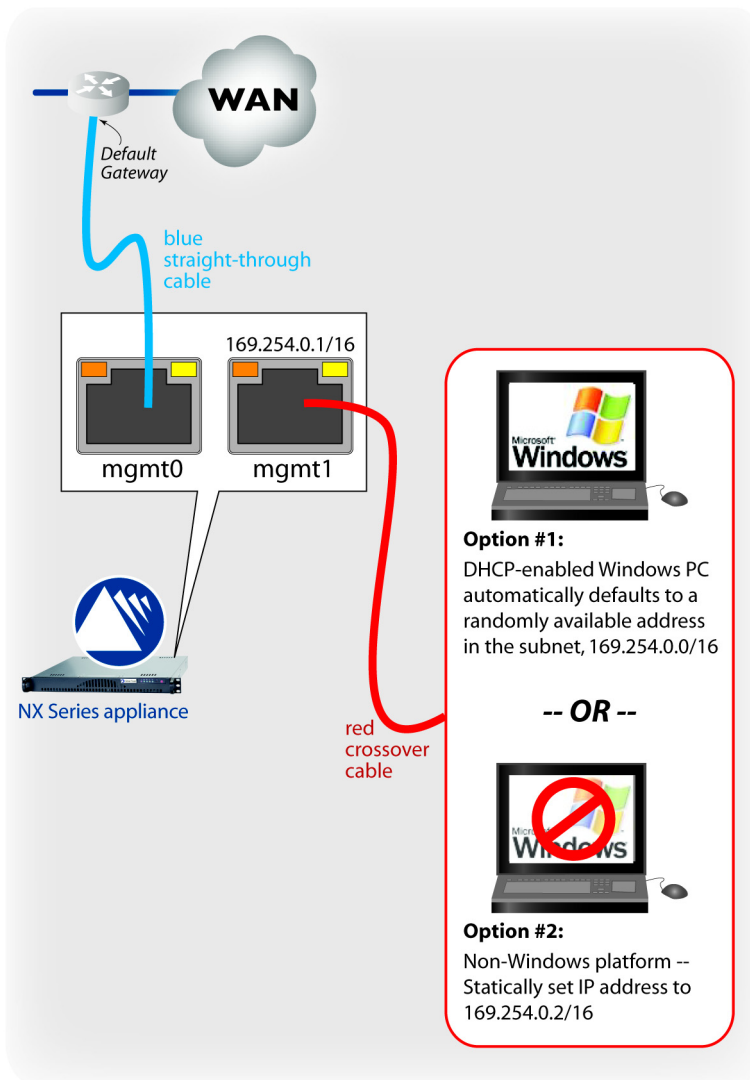 WAN
Default
Gateway
blue
straight-through
cable
169.254.0.1/16
mgmt0
mgmt1
NX Series appliance
red
crossover
cable
Microsoft
Windows
Option #1:
DHCP-enabled Windows PC
automatically defaults to a
randomly available address
in the subnet, 169.254.0.0/16
-- OR --
Windows
Option #2:
Non-Windows platform --
Statically set IP address to
169.254.0.2/16